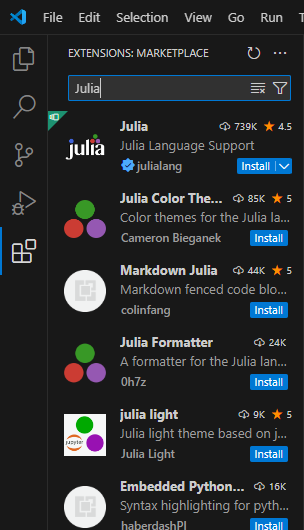 File Edit Selection View Go Run
EXTENSIONS: MARKETPLACE
Julia
Julia 739K 4.5
julia
Julia Language Support
julialang Install
Julia Color The... 85K 5
Color themes for the Julia la...
Cameron Bieganek Install
Markdown Julia 44K 5
Markdown fenced code blo...
colinfang Install
Julia Formatter 24K
A formatter for the Julia lan...
0h7z Install
julia light 9K 5
jupyter
Julia light theme based on j...
Julia Light Install
Embedded Python... 16K
Syntax highlighting for pyth...
haberdashPI Install